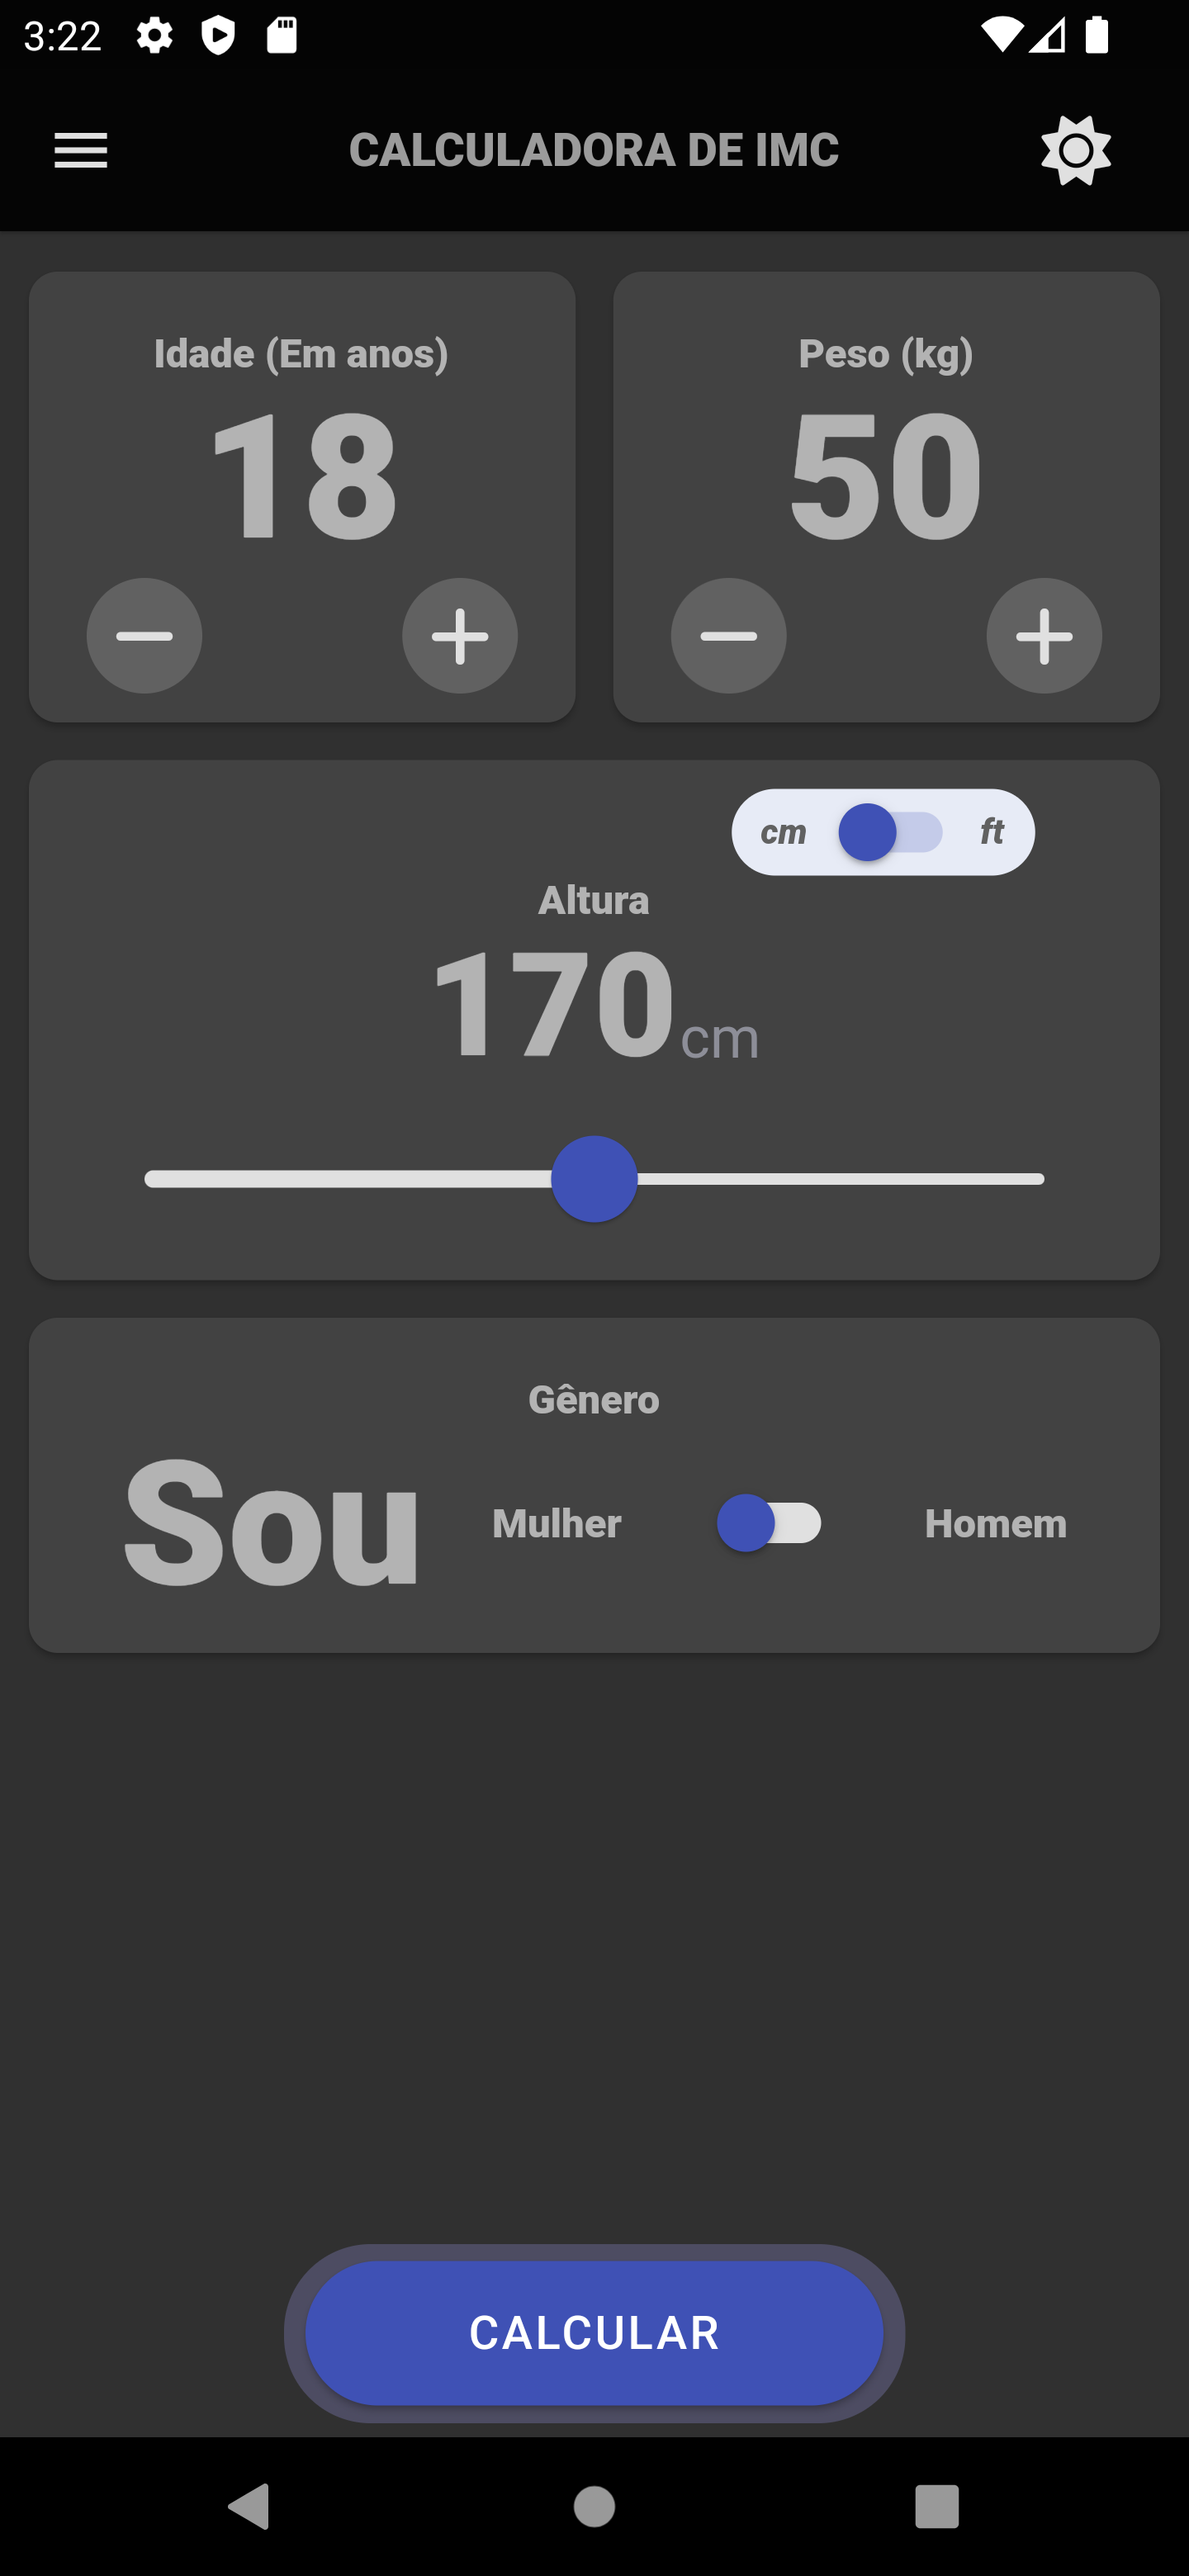 3:22
CALCULADORA DE IMC
Idade (Em anos)
18
Peso (kg)
50
cm ft
Altura
170 cm
Gênero
Sou Mulher Homem
CALCULAR